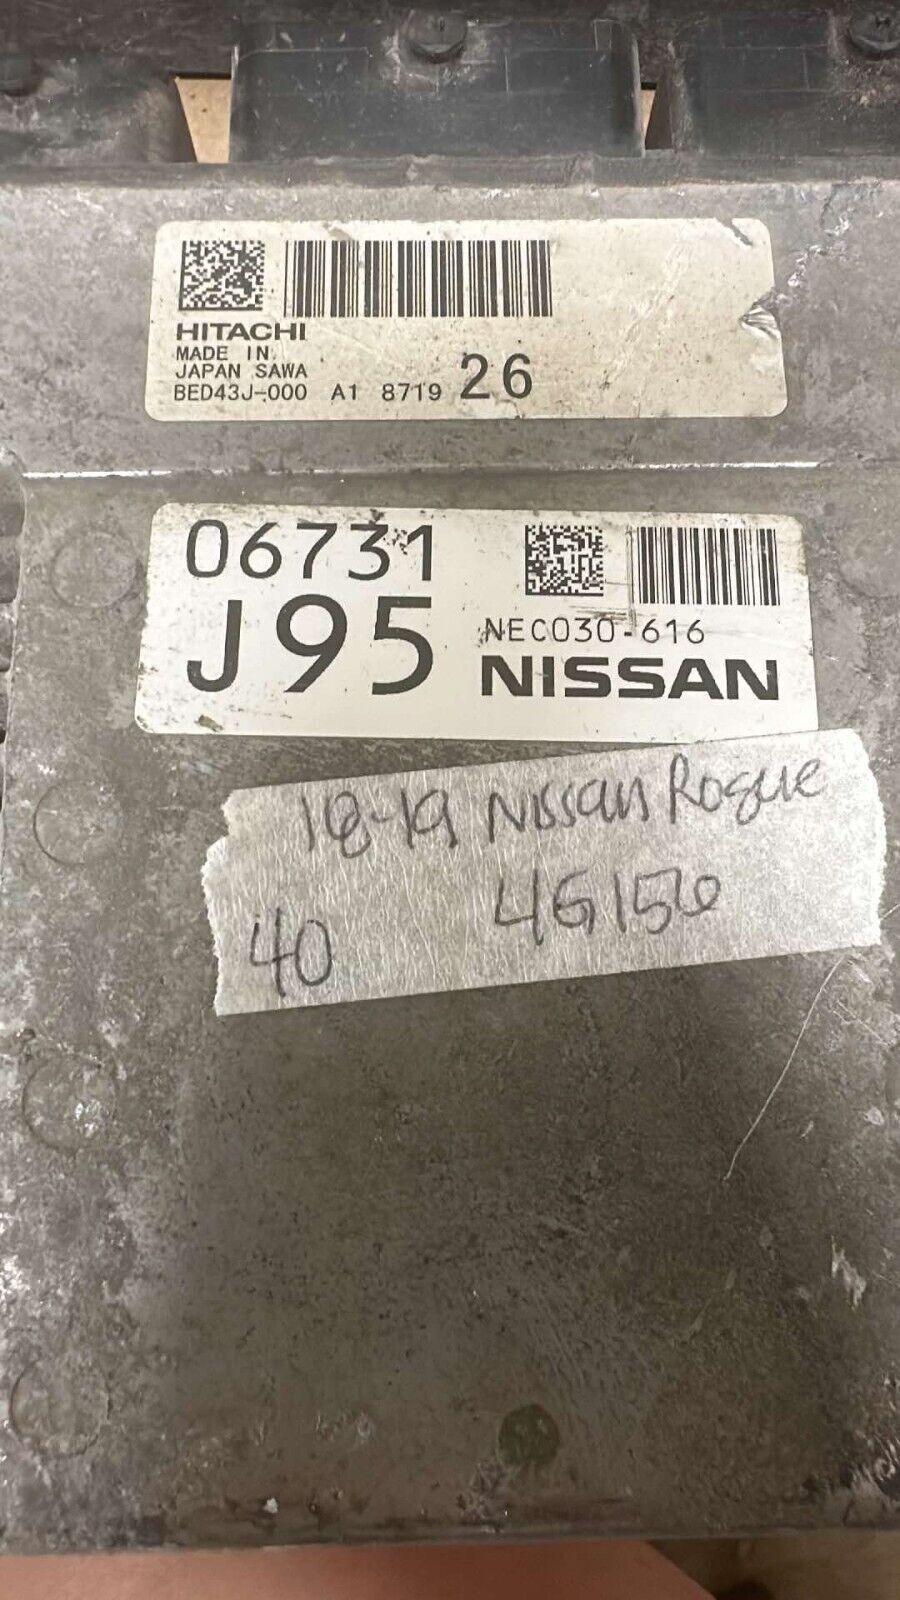 HITACHI
MADE IN
JAPAN SAWA
BED43J-000 A1 8719 26
06731
J95
NEC030-616
NISSAN
18-19 Nissan Rogue
40 4G156